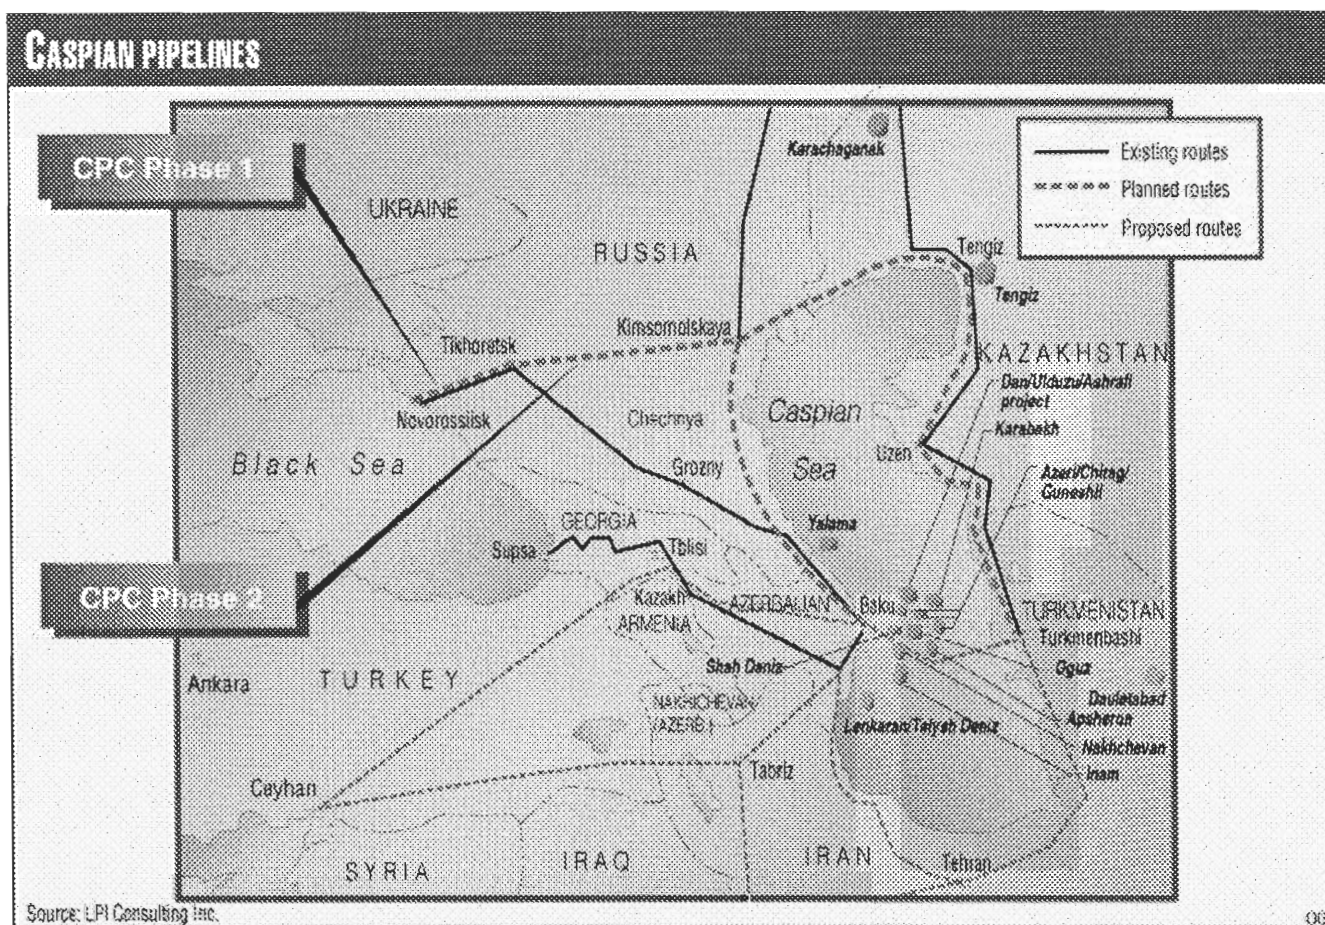 CASPIAN PIPELINES
CPC Phase 1
CPC Phase 2
Existing routes
Planned routes
Proposed routes
Karachaganak
UKRAINE
RUSSIA
Tengiz
Tengiz
Kimsomolskaya
Tikhoretsk
KAZAKHSTAN
Dan/Ulduzu/Ashrafi
project
Novorossiisk
Chechnya
Caspian
Sea
Karabakh
Black Sea
Uzen
Grozny
Azeri/Chirag/
Guneshli
GEORGIA
Yalama
Supsa
Tblisi
Kazakh
AZERBAIJAN
Baku
TURKMENISTAN
ARMENIA
Turkmenbashi
Shah Deniz
Oguz
Ankara
TURKEY
NAKHICHEVAN
(AZERB.)
Lenkaran/Talysh Deniz
Dauletabad
Apsheron
Nakhchevan
Inam
Tabriz
Ceyhan
SYRIA
IRAQ
IRAN
Tehran
Source: LPI Consulting Inc.
00